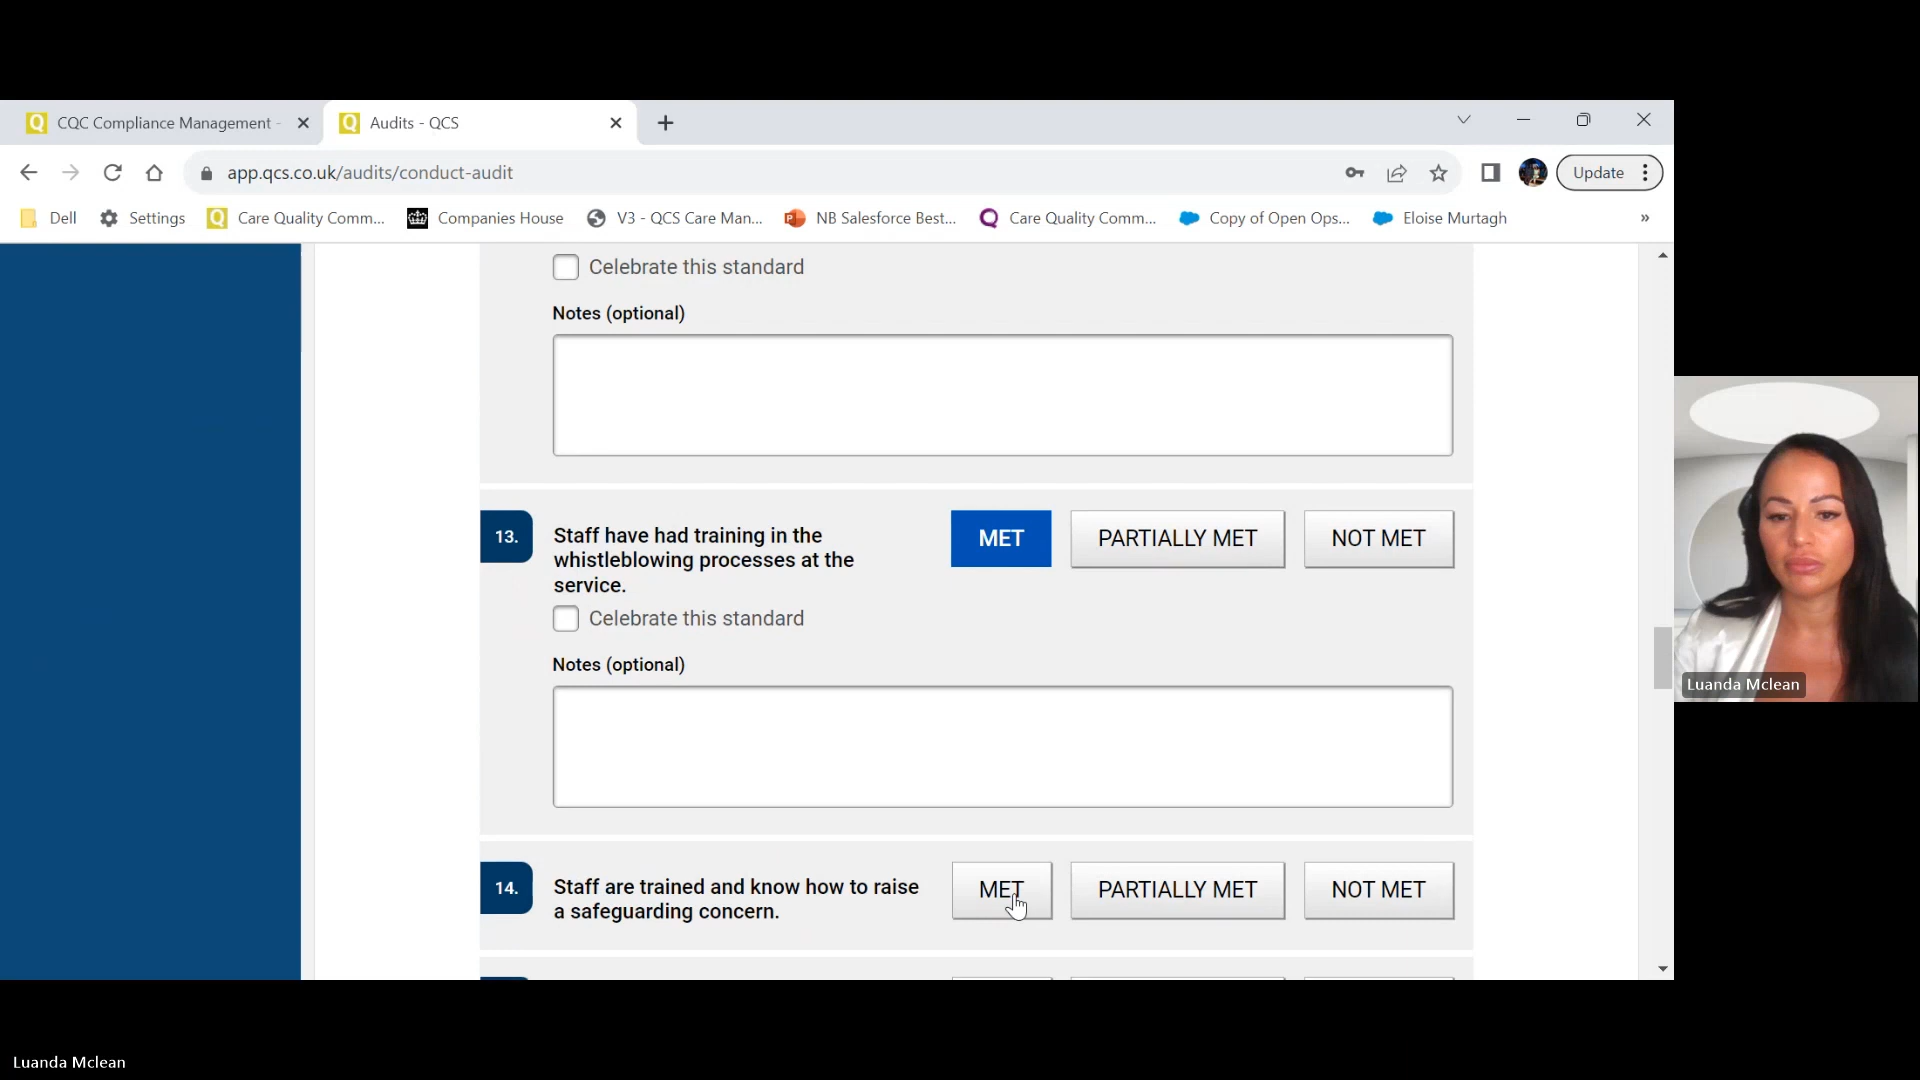 CQC Compliance Management -
Audits - QCS
app.qcs.co.uk/audits/conduct-audit
Update
Dell
Settings
Care Quality Comm...
Companies House
V3 - QCS Care Man...
NB Salesforce Best...
Care Quality Comm...
Copy of Open Ops...
Eloise Murtagh
»
Celebrate this standard
Notes (optional)
13.
Staff have had training in the
whistleblowing processes at the
service.
MET
PARTIALLY MET
NOT MET
Celebrate this standard
Notes (optional)
14.
Staff are trained and know how to raise
a safeguarding concern.
MET
PARTIALLY MET
NOT MET
Luanda Mclean
Luanda Mclean